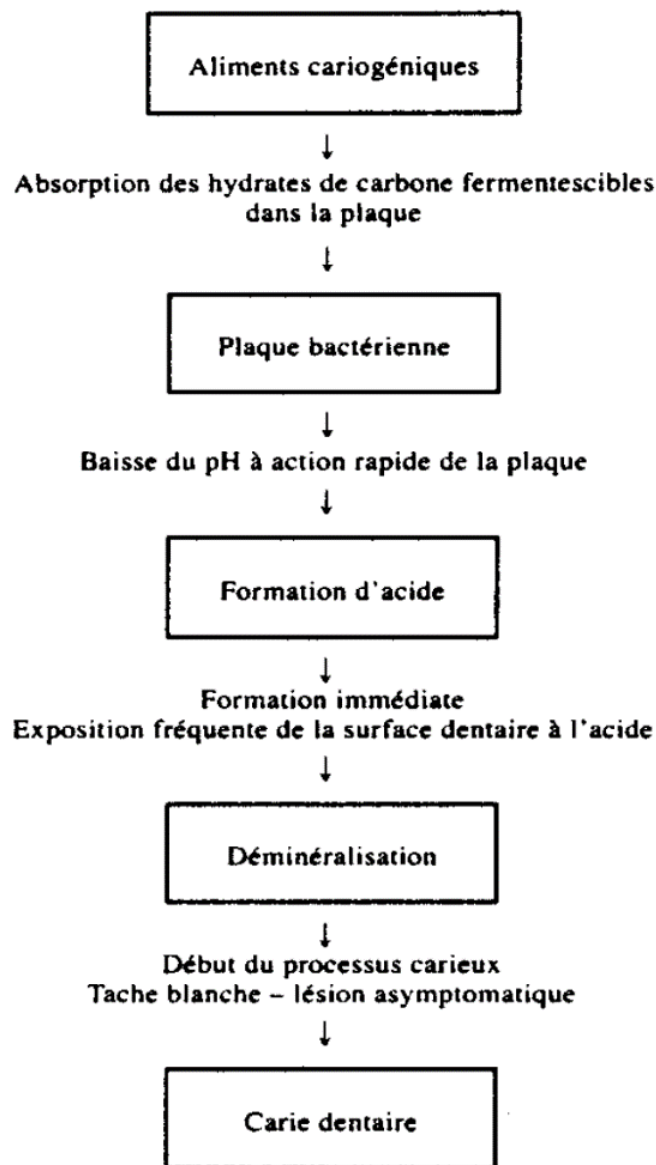 Aliments cariogéniques
↓
Absorption des hydrates de carbone fermentescibles
dans la plaque
↓
Plaque bactérienne
↓
Baisse du pH à action rapide de la plaque
↓
Formation d'acide
↓
Formation immédiate
Exposition fréquente de la surface dentaire à l'acide
↓
Déminéralisation
↓
Début du processus carieux
Tache blanche – lésion asymptomatique
↓
Carie dentaire